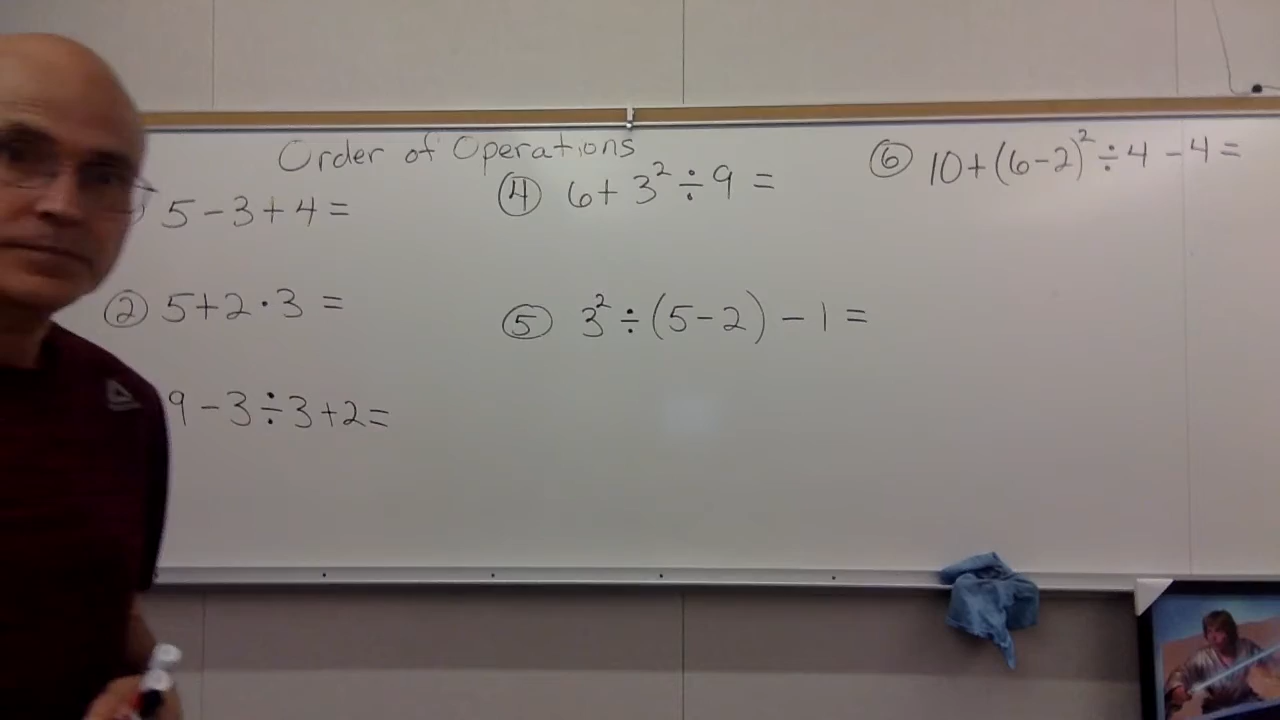 Order of Operations
5 - 3 + 4 =
② 5 + 2 · 3 =
9 - 3 ÷ 3 + 2 =
④ 6 + 3² ÷ 9 =
⑤ 3² ÷ (5 - 2) - 1 =
⑥ 10 + (6 - 2)² ÷ 4 - 4 =